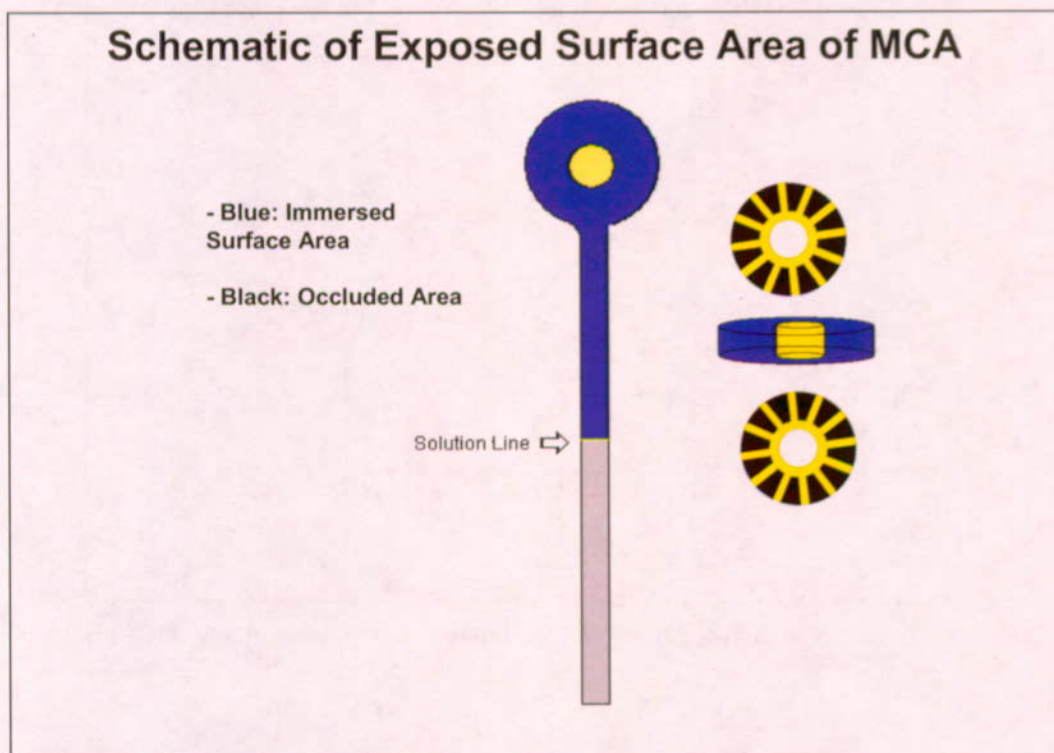 Schematic of Exposed Surface Area of MCA
- Blue: Immersed
Surface Area
- Black: Occluded Area
Solution Line